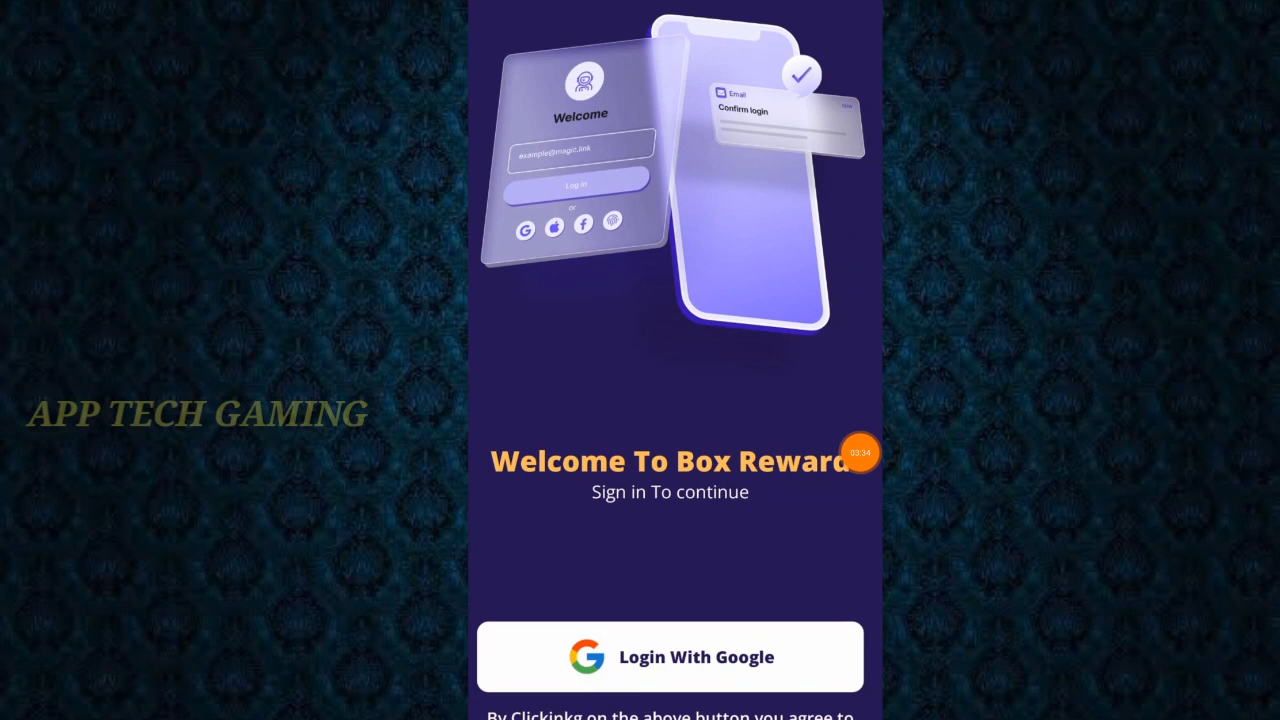 Welcome
example@magic.link
Log in
or
Email
Confirm login
APP TECH GAMING
Welcome To Box Reward
03:34
Sign in To continue
Login With Google
By Clickinkg on the above button you agree to